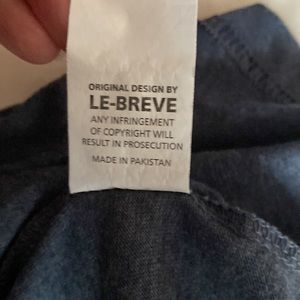 ORIGINAL DESIGN BY
LE-BREVE
ANY INFRINGEMENT
OF COPYRIGHT WILL
RESULT IN PROSECUTION
MADE IN PAKISTAN